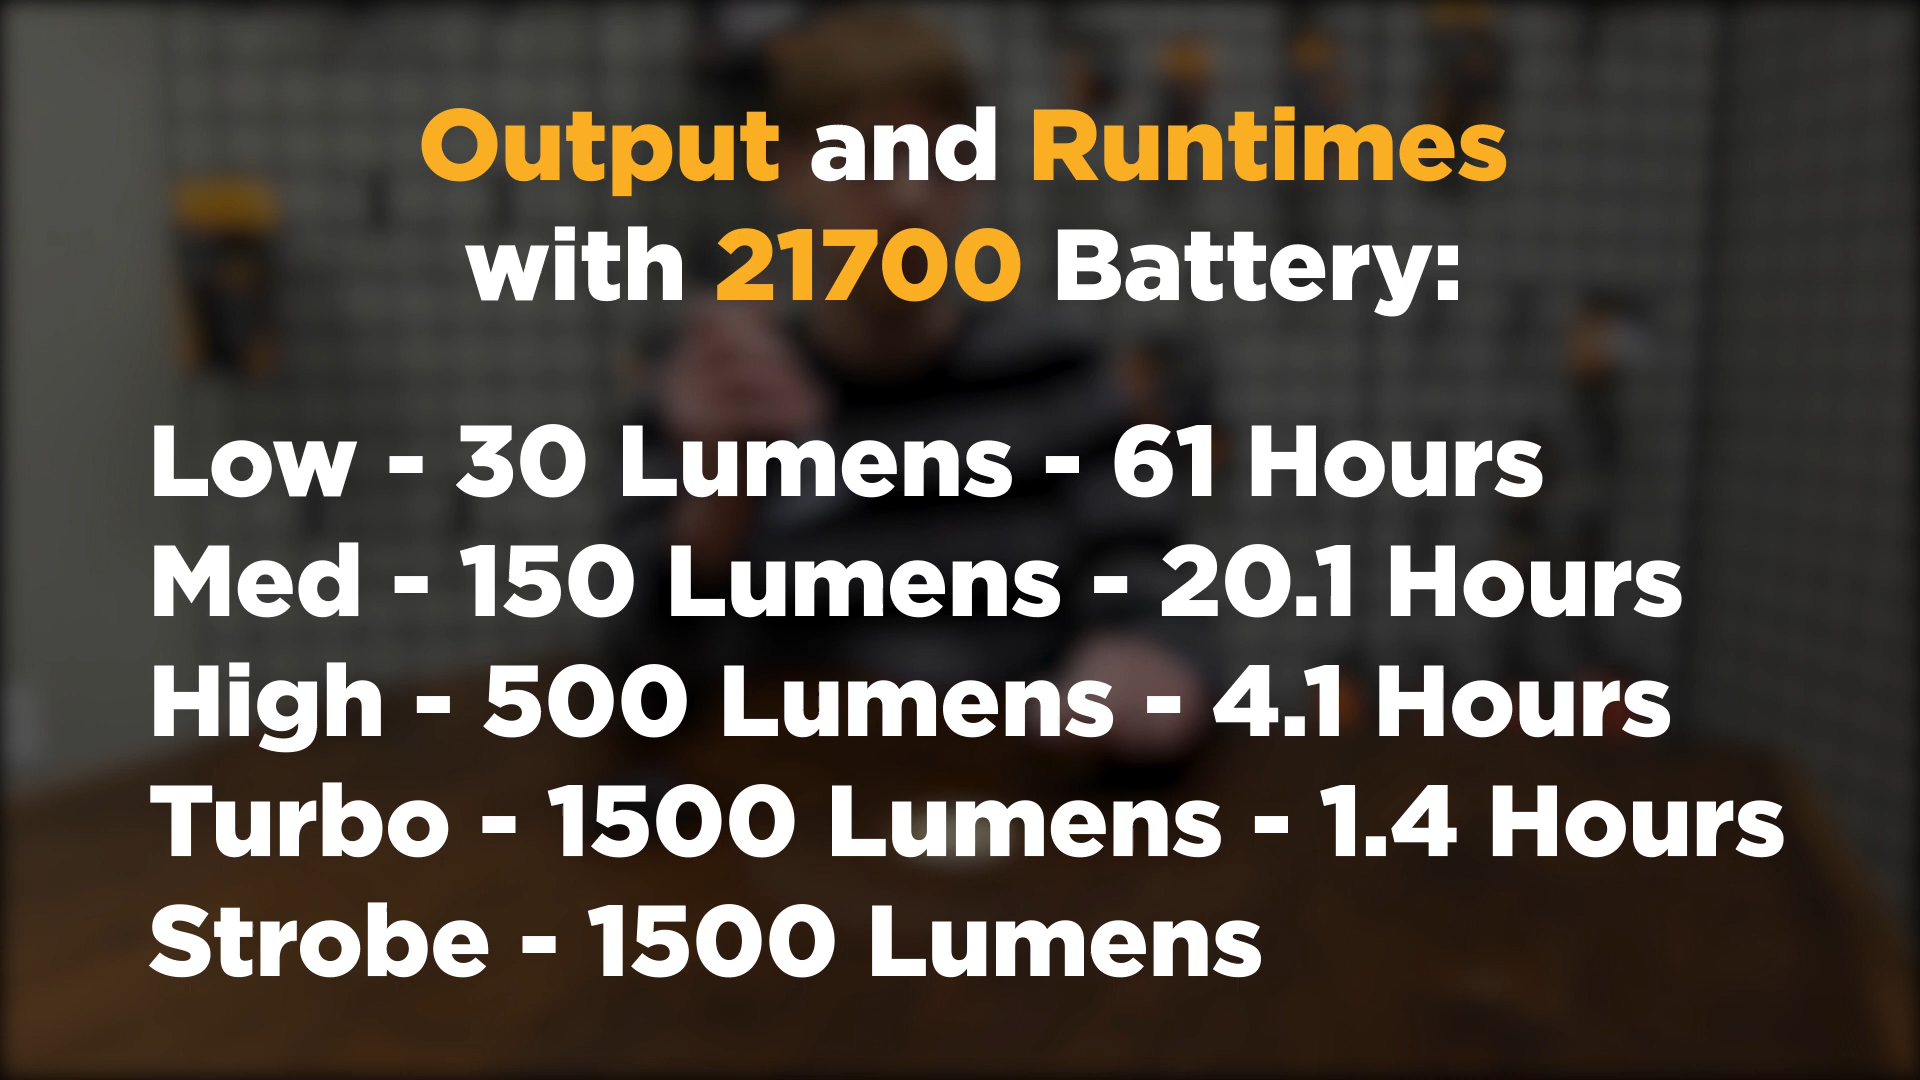 Output and Runtimes
with 21700 Battery:
Low - 30 Lumens - 61 Hours
Med - 150 Lumens - 20.1 Hours
High - 500 Lumens - 4.1 Hours
Turbo - 1500 Lumens - 1.4 Hours
Strobe - 1500 Lumens